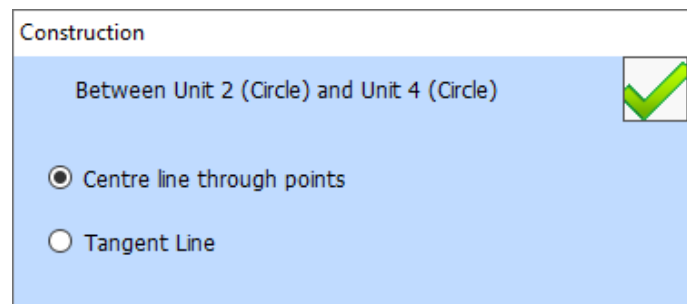 Construction
Between Unit 2 (Circle) and Unit 4 (Circle)
Centre line through points
Tangent Line